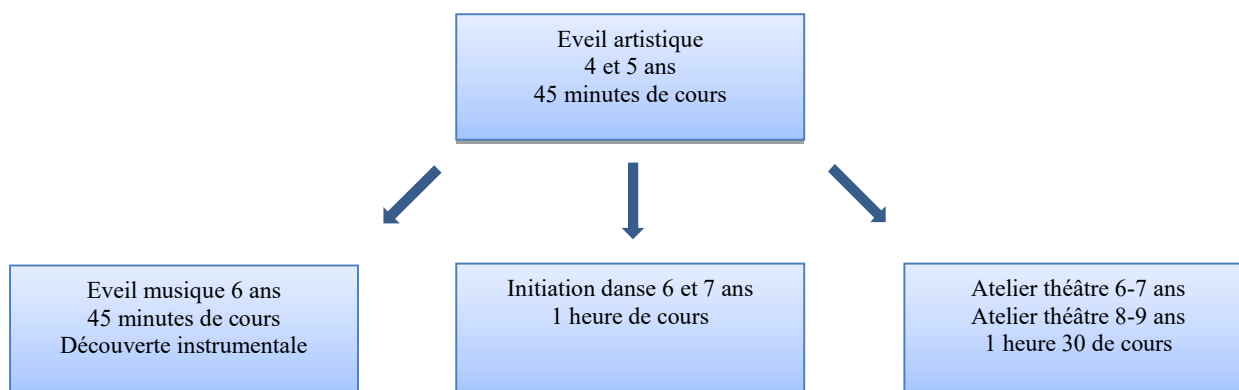 Eveil artistique
4 et 5 ans
45 minutes de cours
Eveil musique 6 ans
45 minutes de cours
Découverte instrumentale
Initiation danse 6 et 7 ans
1 heure de cours
Atelier théâtre 6-7 ans
Atelier théâtre 8-9 ans
1 heure 30 de cours